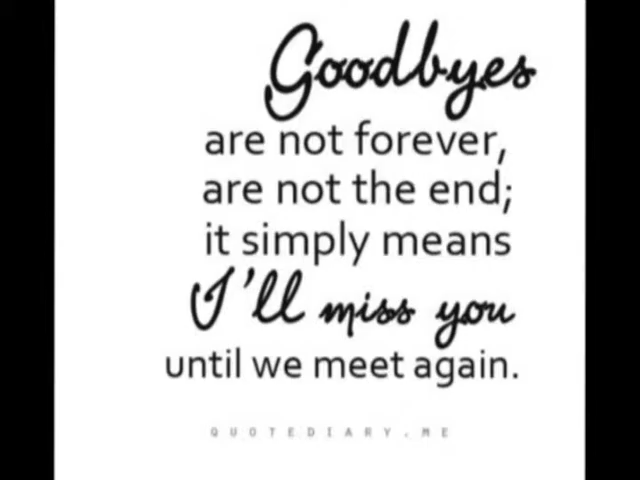 Goodbyes
are not forever,
are not the end;
it simply means
I'll miss you
until we meet again.
QUOTEDIARY.ME